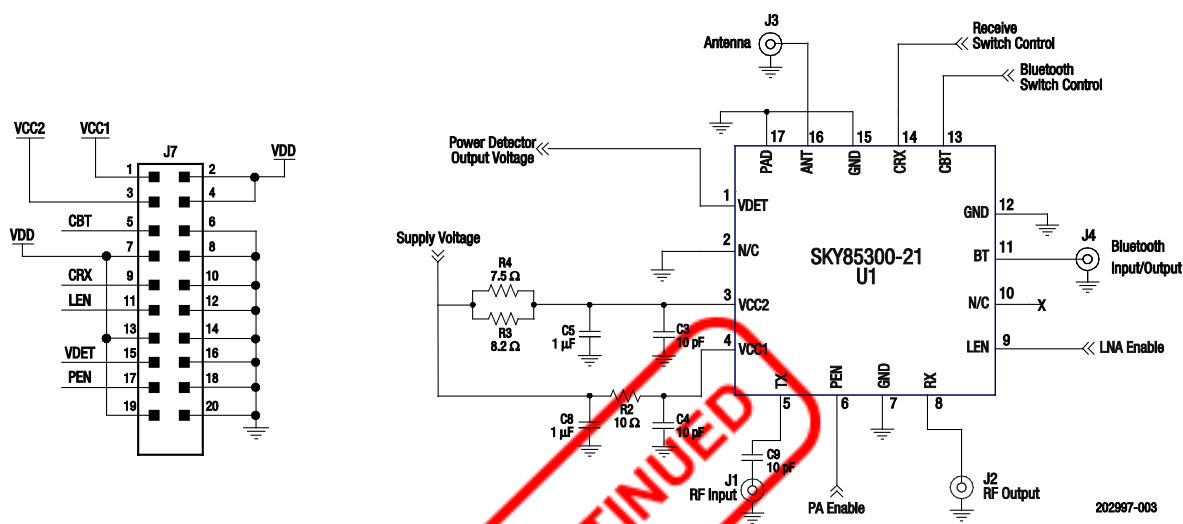 J3
Antenna
Receive
Switch Control
Bluetooth
Switch Control
VCC2
VCC1
J7
VDD
1
2
3
4
CBT
5
6
VDD
7
8
CRX
9
10
LEN
11
12
13
14
VDET
15
16
PEN
17
18
19
20
Power Detector
Output Voltage
17
16
15
14
13
PAD
ANT
GND
CRX
CBT
1
VDET
2
N/C
3
VCC2
4
VCC1
SKY85300-21
U1
GND
12
BT
11
N/C
10
X
LEN
9
LNA Enable
J4
Bluetooth
Input/Output
Supply Voltage
R4
7.5 Ω
R3
8.2 Ω
C5
1 µF
C3
10 pF
C8
1 µF
R2
10 Ω
C4
10 pF
TX
PEN
GND
RX
5
6
7
8
C9
10 pF
J1
RF Input
PA Enable
J2
RF Output
202997-003
TINUED